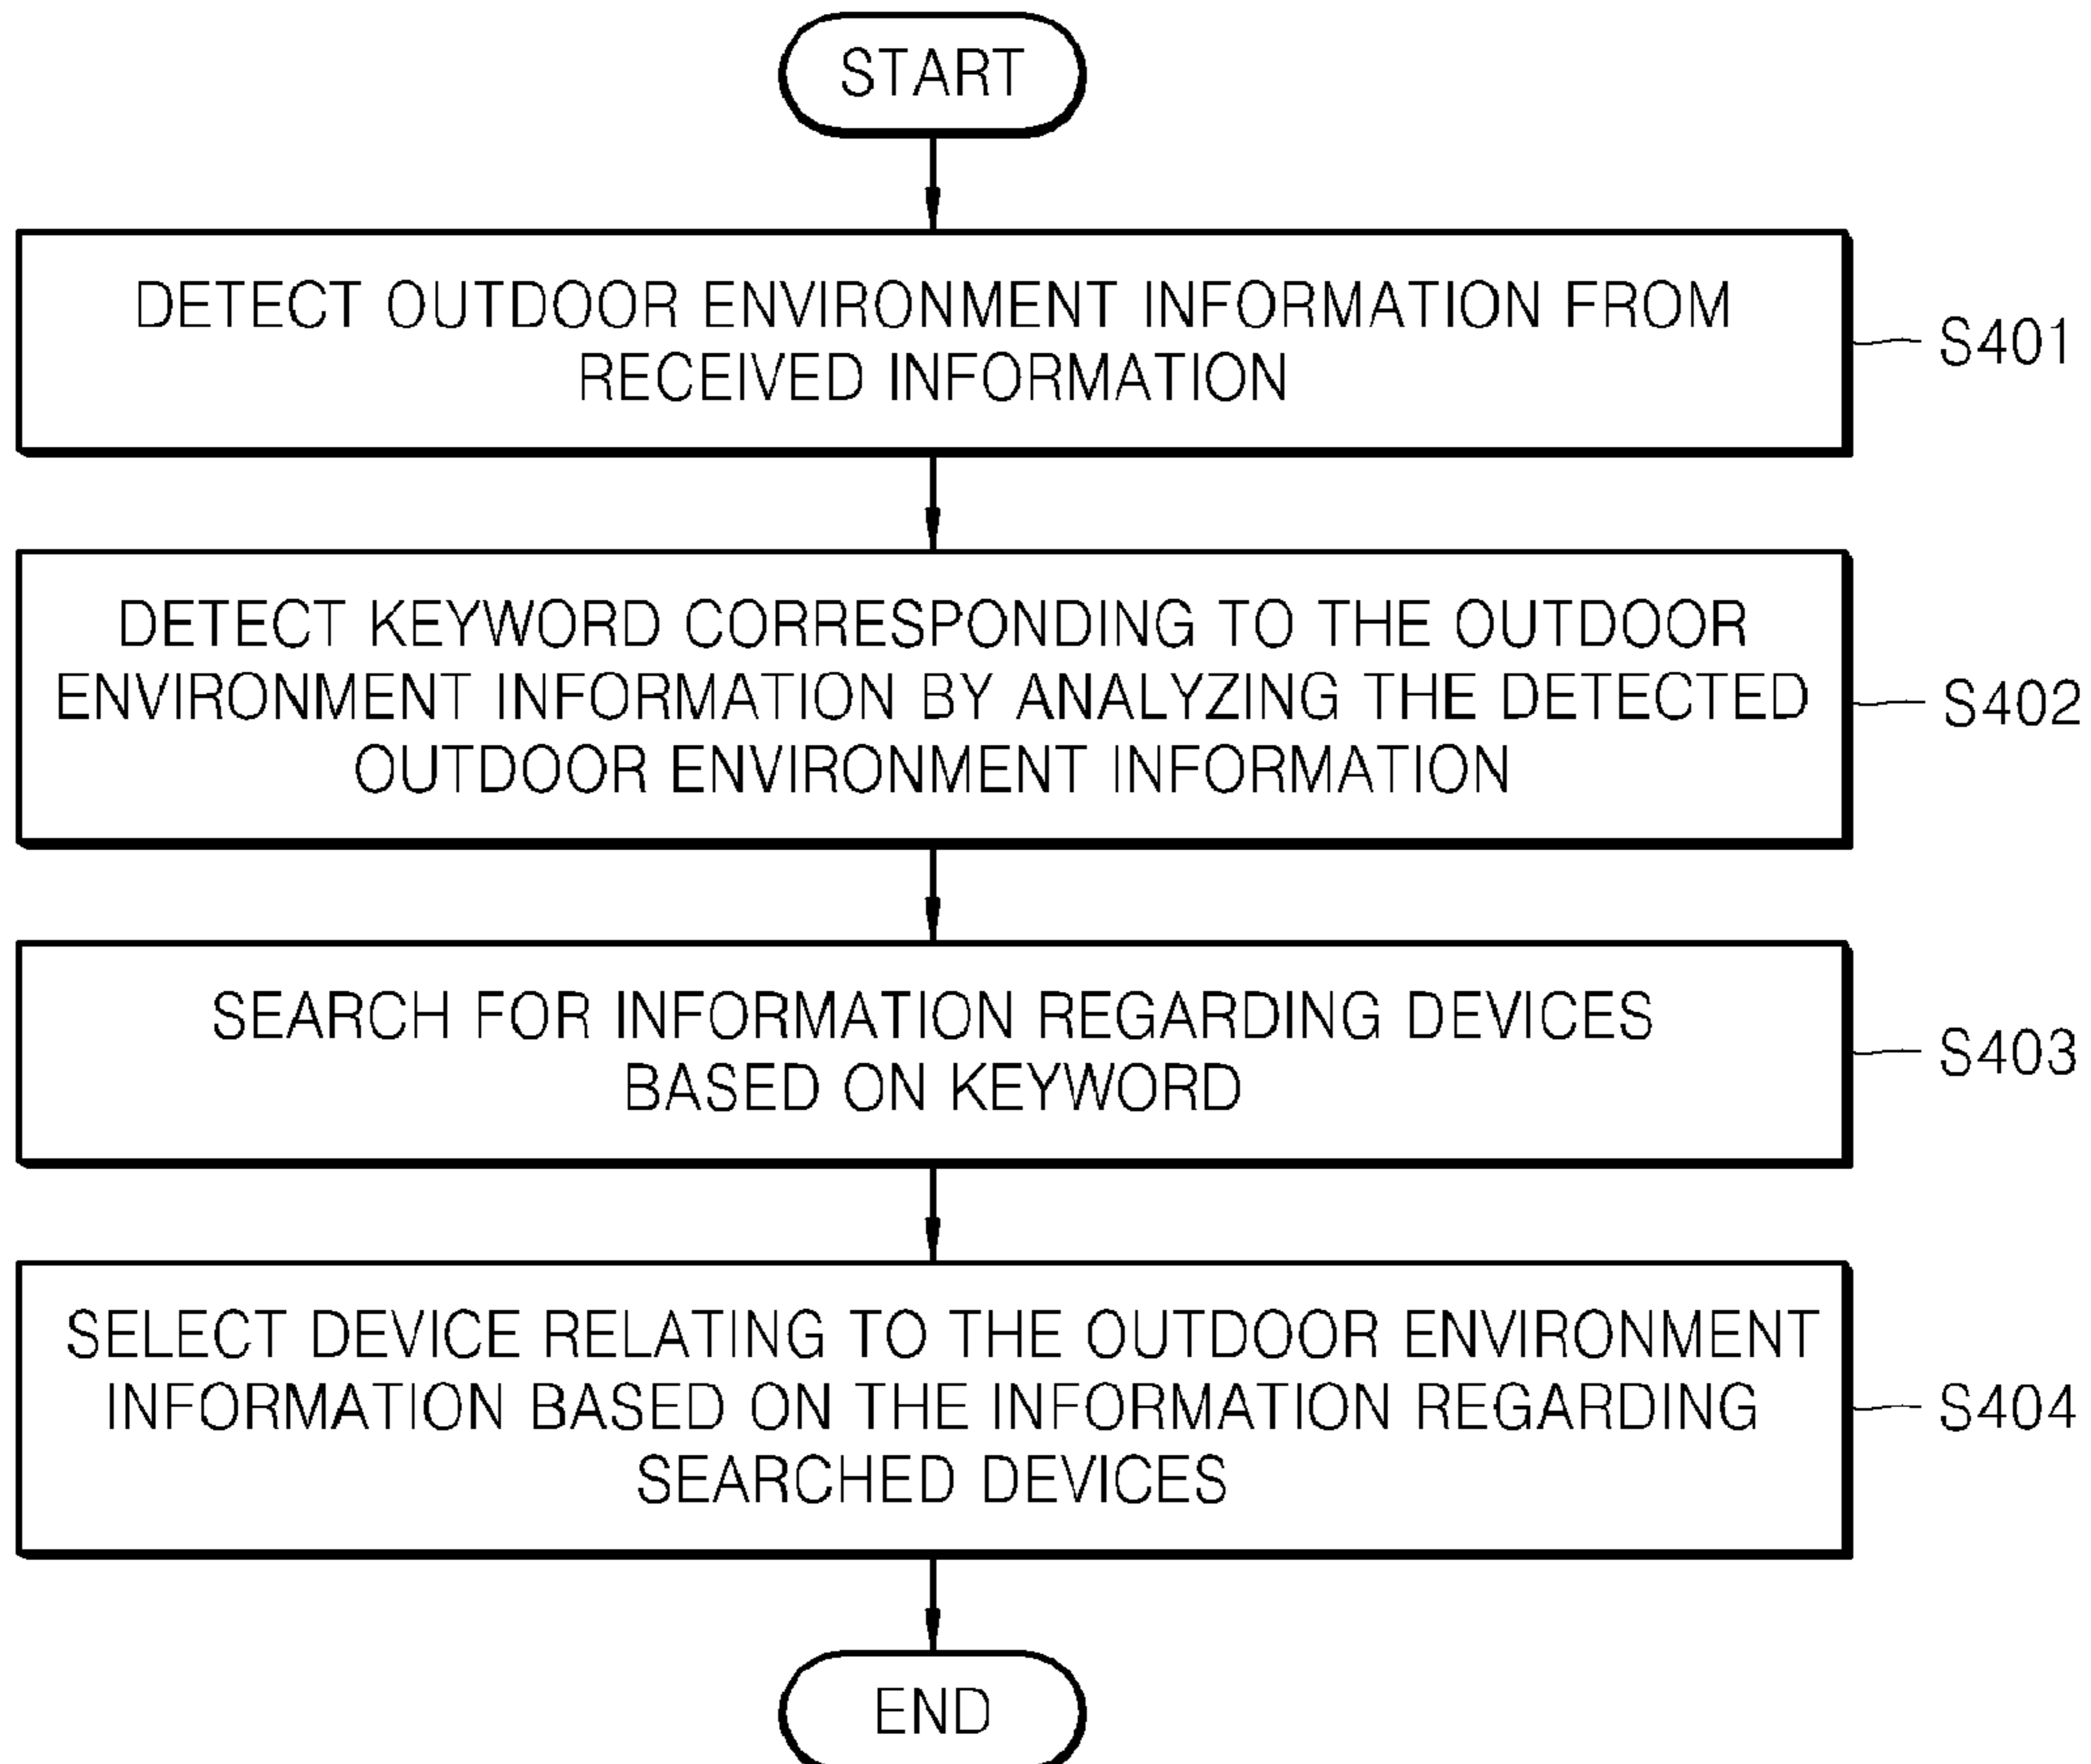 START
DETECT OUTDOOR ENVIRONMENT INFORMATION FROM
RECEIVED INFORMATION
S401
DETECT KEYWORD CORRESPONDING TO THE OUTDOOR
ENVIRONMENT INFORMATION BY ANALYZING THE DETECTED
OUTDOOR ENVIRONMENT INFORMATION
S402
SEARCH FOR INFORMATION REGARDING DEVICES
BASED ON KEYWORD
S403
SELECT DEVICE RELATING TO THE OUTDOOR ENVIRONMENT
INFORMATION BASED ON THE INFORMATION REGARDING
SEARCHED DEVICES
S404
END